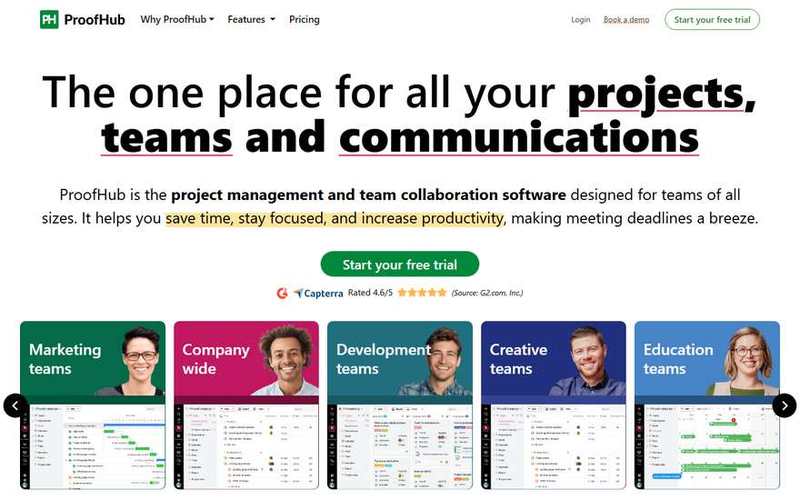 PH ProofHub
Why ProofHub
Features
Pricing
Login
Book a demo
Start your free trial
The one place for all your projects,
teams and communications
ProofHub is the project management and team collaboration software designed for teams of all
sizes. It helps you save time, stay focused, and increase productivity, making meeting deadlines a breeze.
Start your free trial
Capterra Rated 4.6/5 (Source: G2.com, Inc.)
Marketing
teams
Company
wide
Development
teams
Creative
teams
Education
teams